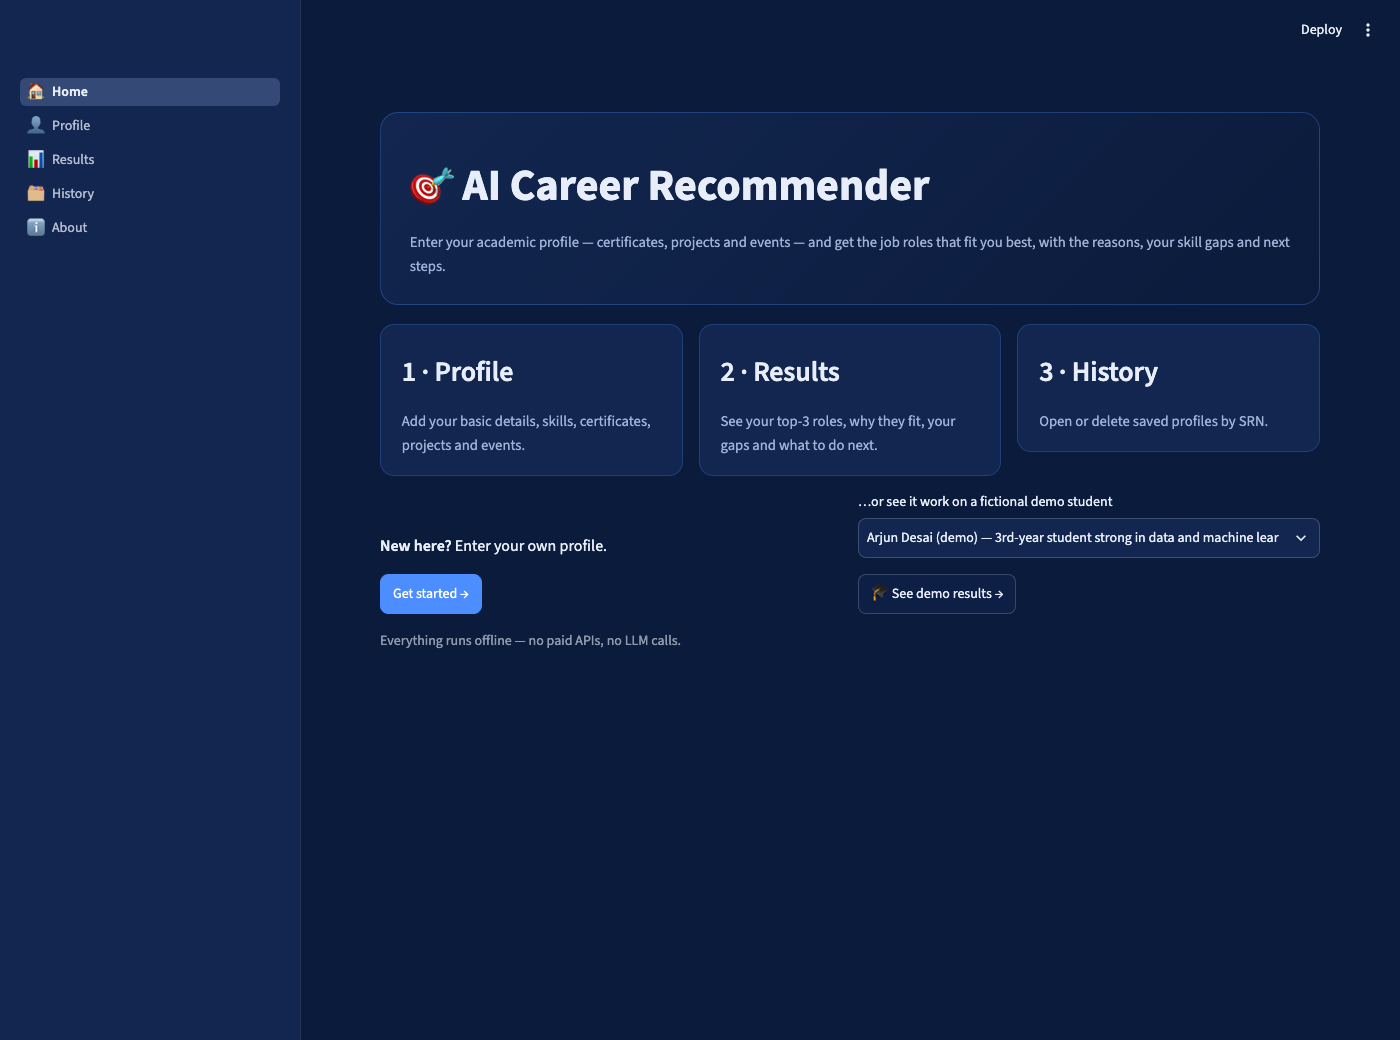 Deploy
Home
Profile
Results
History
About
AI Career Recommender
Enter your academic profile — certificates, projects and events — and get the job roles that fit you best, with the reasons, your skill gaps and next
steps.
1 · Profile
Add your basic details, skills, certificates,
projects and events.
2 · Results
See your top-3 roles, why they fit, your
gaps and what to do next.
3 · History
Open or delete saved profiles by SRN.
New here? Enter your own profile.
Get started →
…or see it work on a fictional demo student
Arjun Desai (demo) — 3rd-year student strong in data and machine lear
See demo results →
Everything runs offline — no paid APIs, no LLM calls.